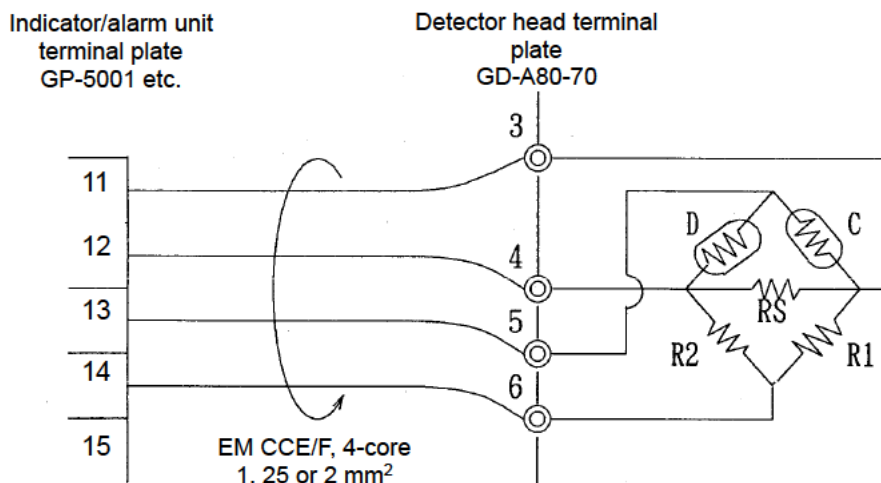 Indicator/alarm unit
terminal plate
GP-5001 etc.
Detector head terminal
plate
GD-A80-70
3
11
12
13
14
15
4
5
6
D
C
RS
R2
R1
EM CCE/F, 4-core
1. 25 or 2 mm²